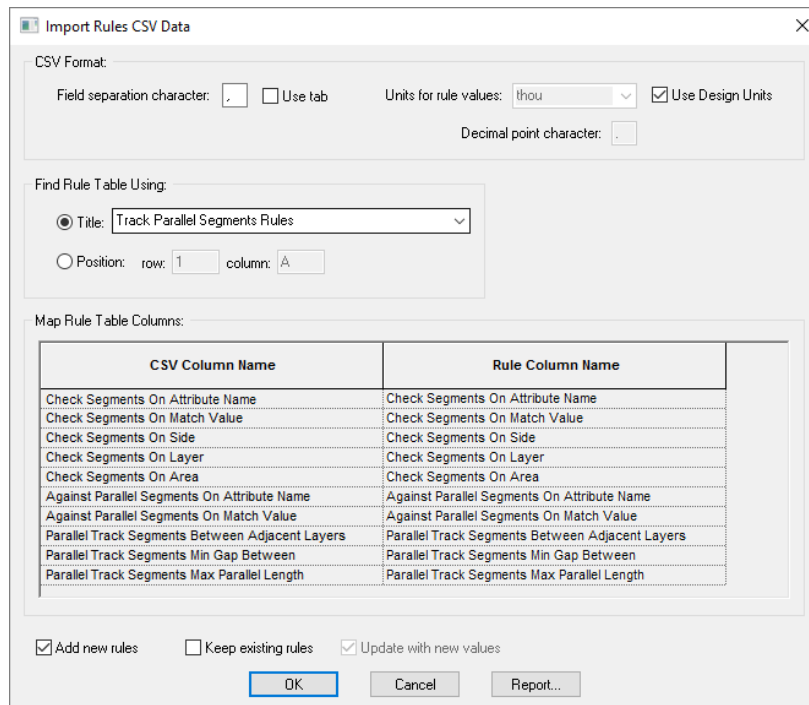 Import Rules CSV Data
CSV Format:
Field separation character: , Use tab Units for rule values: thou Use Design Units
Decimal point character: .
Find Rule Table Using:
Title: Track Parallel Segments Rules
Position: row: 1 column: A
Map Rule Table Columns:
CSV Column Name Rule Column Name
Check Segments On Attribute Name Check Segments On Attribute Name
Check Segments On Match Value Check Segments On Match Value
Check Segments On Side Check Segments On Side
Check Segments On Layer Check Segments On Layer
Check Segments On Area Check Segments On Area
Against Parallel Segments On Attribute Name Against Parallel Segments On Attribute Name
Against Parallel Segments On Match Value Against Parallel Segments On Match Value
Parallel Track Segments Between Adjacent Layers Parallel Track Segments Between Adjacent Layers
Parallel Track Segments Min Gap Between Parallel Track Segments Min Gap Between
Parallel Track Segments Max Parallel Length Parallel Track Segments Max Parallel Length
Add new rules Keep existing rules Update with new values
OK Cancel Report...